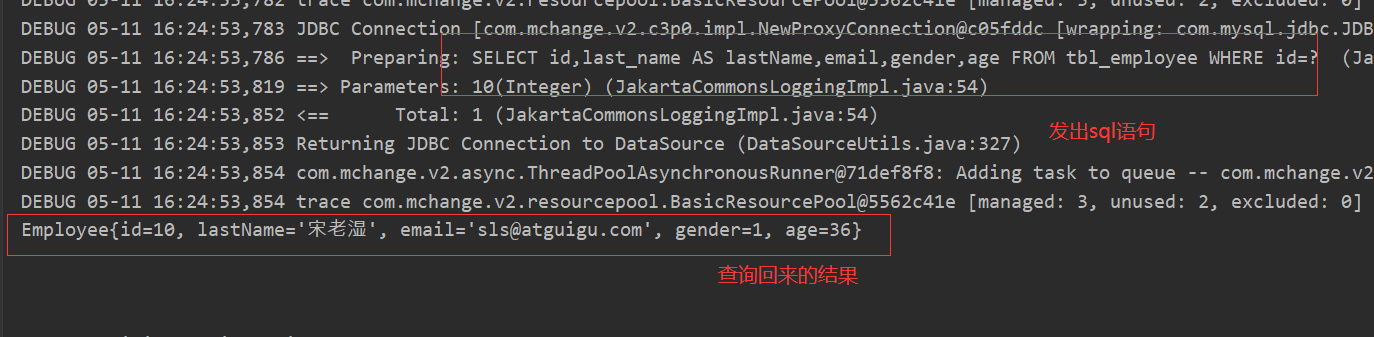 DEBUG 05-11 16:24:53,782 trace com.mchange.v2.resourcepool.BasicResourcePool@5562c41e [managed: 3, unused: 2, excluded: 0]
DEBUG 05-11 16:24:53,783 JDBC Connection [com.mchange.v2.c3p0.impl.NewProxyConnection@c05fddc [wrapping: com.mysql.jdbc.JDB
DEBUG 05-11 16:24:53,786 ==>  Preparing: SELECT id,last_name AS lastName,email,gender,age FROM tbl_employee WHERE id=?  (Ja
DEBUG 05-11 16:24:53,819 ==> Parameters: 10(Integer) (JakartaCommonsLoggingImpl.java:54)
DEBUG 05-11 16:24:53,852 <==      Total: 1 (JakartaCommonsLoggingImpl.java:54)
发出sql语句
DEBUG 05-11 16:24:53,853 Returning JDBC Connection to DataSource (DataSourceUtils.java:327)
DEBUG 05-11 16:24:53,854 com.mchange.v2.async.ThreadPoolAsynchronousRunner@71def8f8: Adding task to queue -- com.mchange.v2
DEBUG 05-11 16:24:53,854 trace com.mchange.v2.resourcepool.BasicResourcePool@5562c41e [managed: 3, unused: 2, excluded: 0]
Employee{id=10, lastName='宋老湿', email='sls@atguigu.com', gender=1, age=36}
查询回来的结果